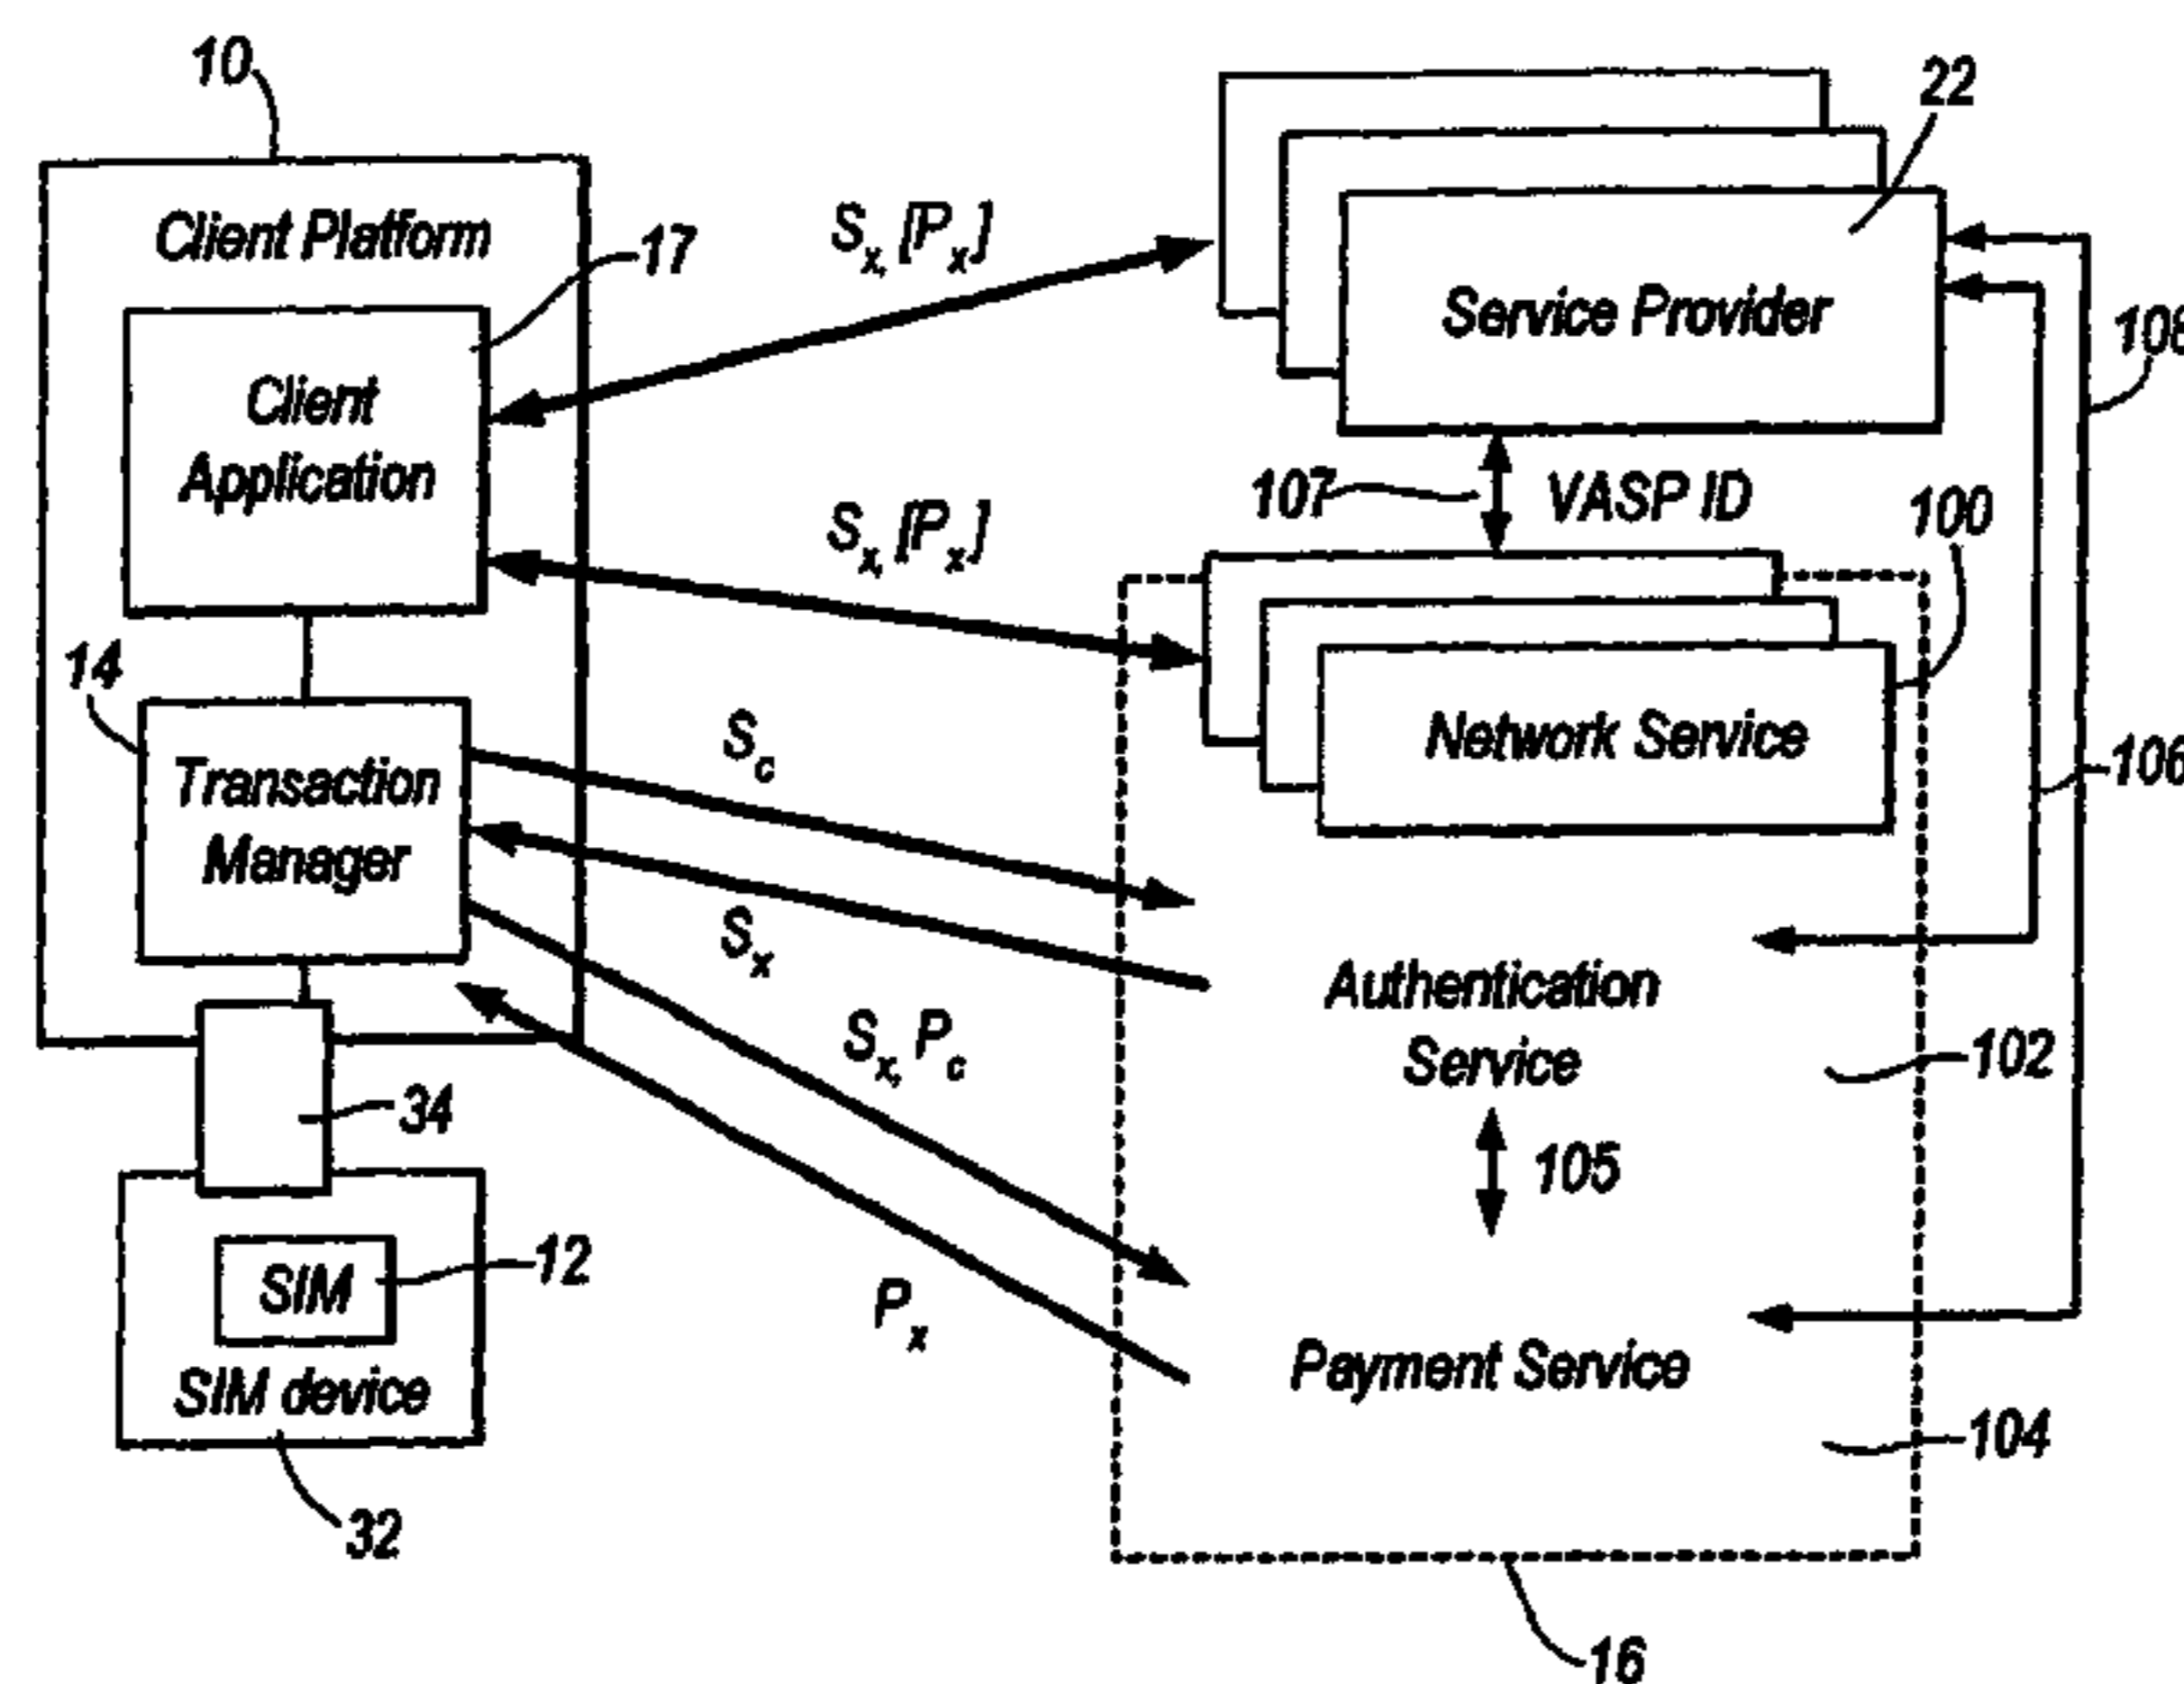 10
22
Client Platform
17
Sx, [Px]
Service Provider
108
Client
Application
107
VASP ID
100
Sx, [Px]
14
Network Service
106
Transaction
Manager
Sc
Sx
Authentication
Service
102
Sx, Pc
34
105
12
SIM
SIM device
Px
Payment Service
104
32
16